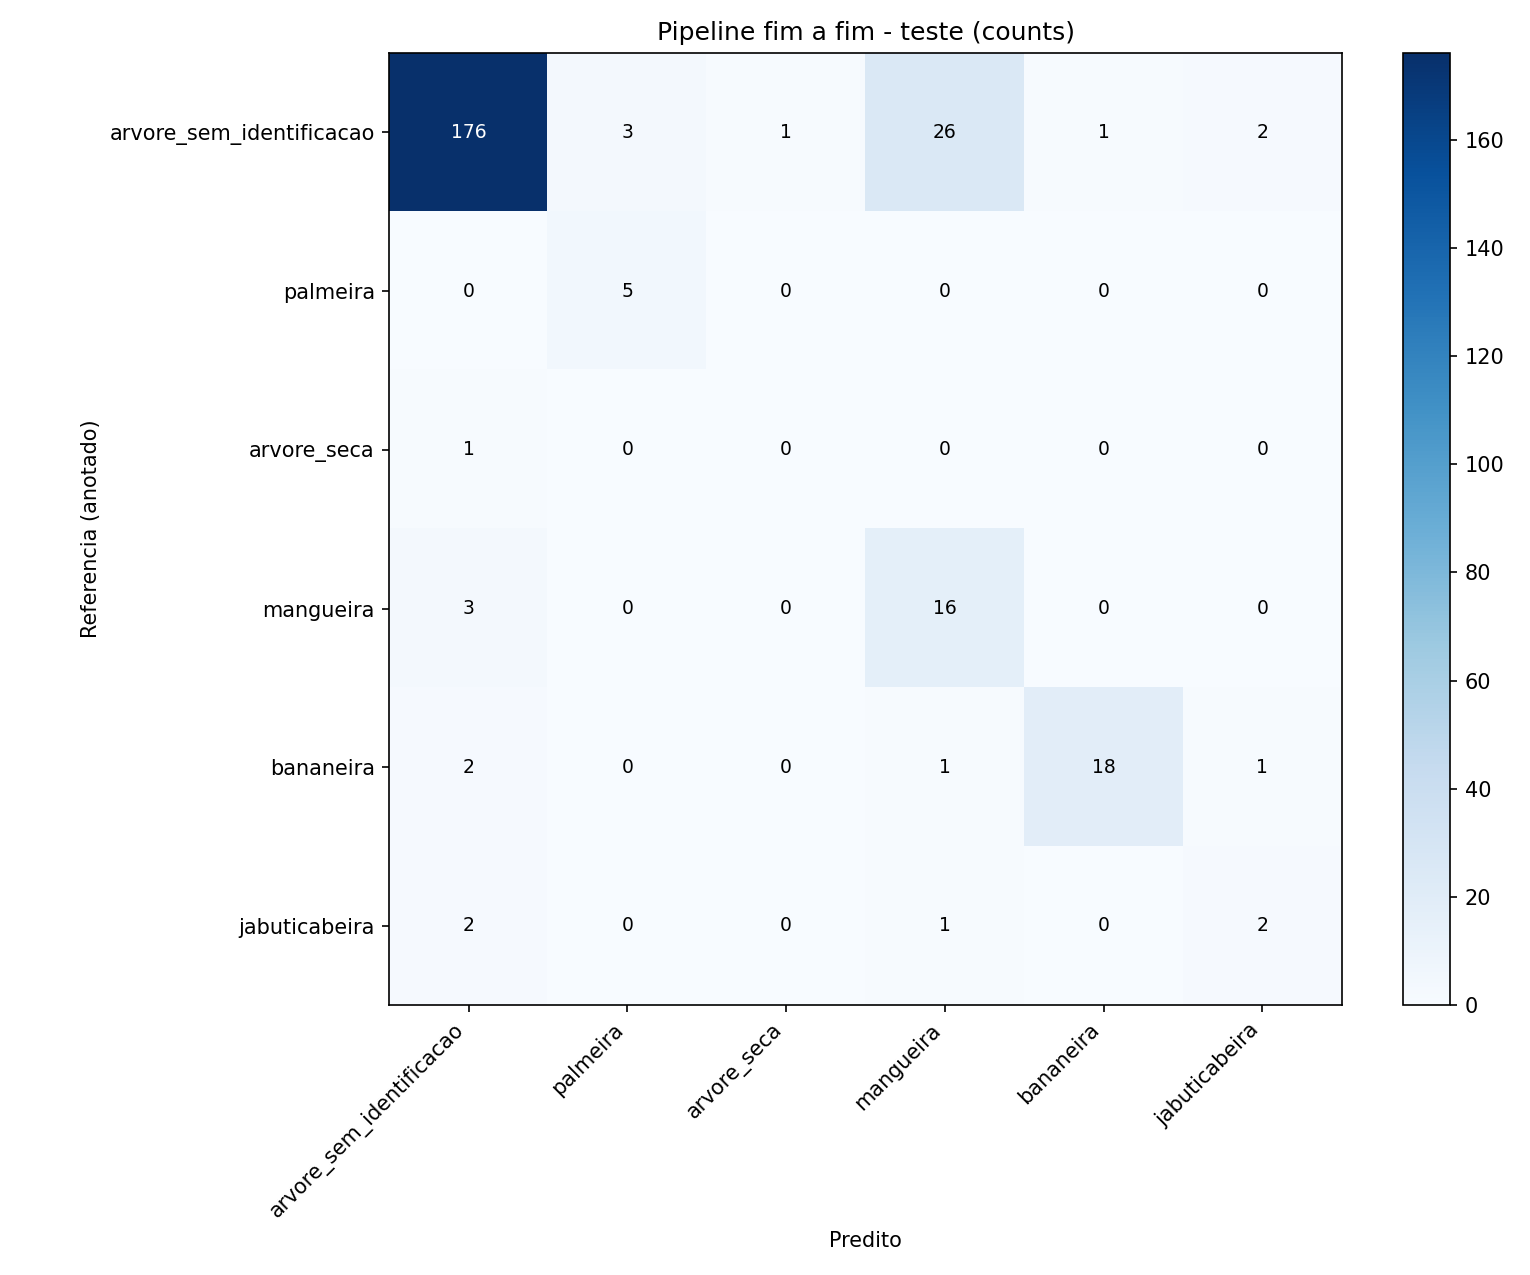 Pipeline fim a fim - teste (counts)
arvore_sem_identificacao 176 3 1 26 1 2
palmeira 0 5 0 0 0 0
arvore_seca 1 0 0 0 0 0
mangueira 3 0 0 16 0 0
bananeira 2 0 0 1 18 1
jabuticabeira 2 0 0 1 0 2
Referencia (anotado)
arvore_sem_identificacao
palmeira
arvore_seca
mangueira
bananeira
jabuticabeira
Predito
160
140
120
100
80
60
40
20
0